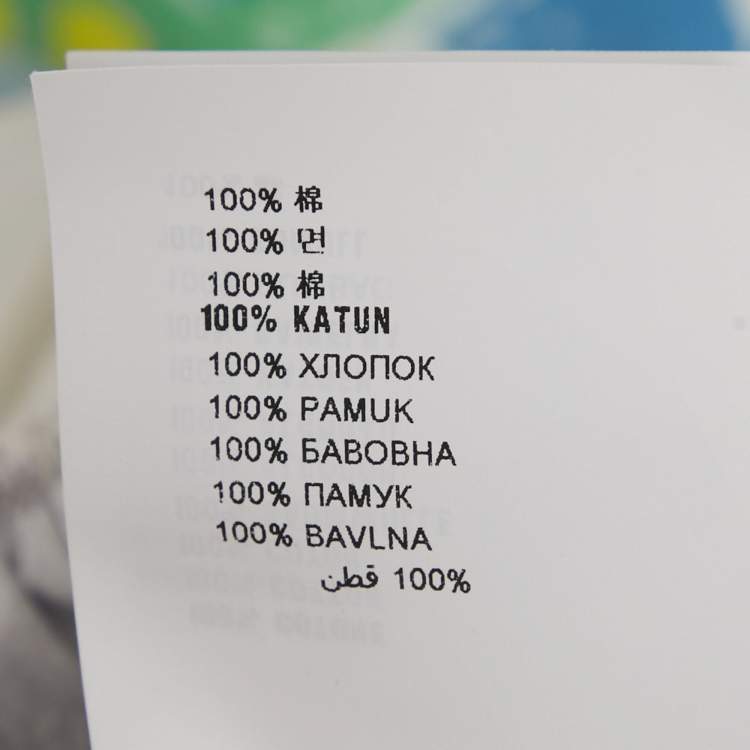 100% 棉
100% 면
100% 棉
100% KATUN
100% ХЛОПОК
100% PAMUK
100% БАВОВНА
100% ПАМУК
100% BAVLNA
100% قطن